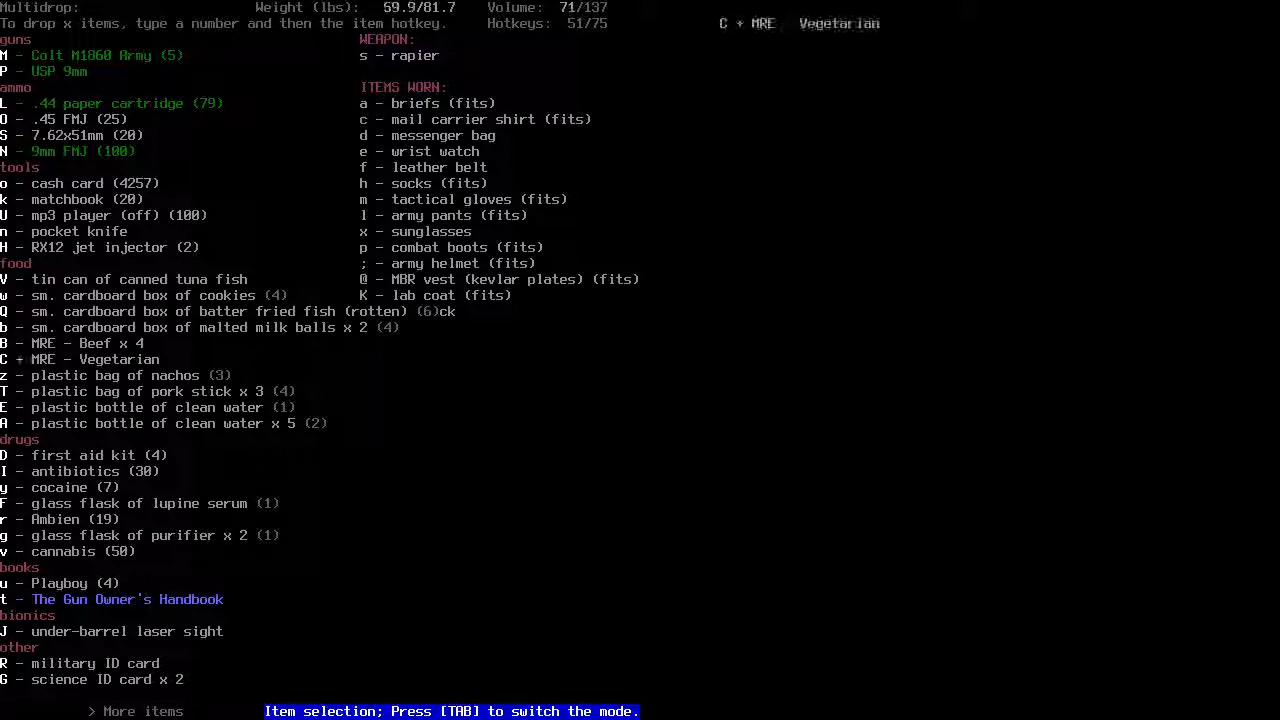 Multidrop: Weight (lbs): 59.9/81.7 Volume: 71/137
To drop x items, type a number and then the item hotkey. Hotkeys: 51/75 C + MRE Vegetarian
guns WEAPON:
M - Colt M1860 Army (5) s - rapier
P - USP 9mm
ammo ITEMS WORN:
L - .44 paper cartridge (79) a - briefs (fits)
O - .45 FMJ (25) c - mail carrier shirt (fits)
S - 7.62x51mm (20) d - messenger bag
N - 9mm FMJ (100) e - wrist watch
tools f - leather belt
o - cash card (4257) h - socks (fits)
k - matchbook (20) m - tactical gloves (fits)
U - mp3 player (off) (100) l - army pants (fits)
n - pocket knife x - sunglasses
H - RX12 jet injector (2) p - combat boots (fits)
food ; - army helmet (fits)
V - tin can of canned tuna fish @ - MBR vest (kevlar plates) (fits)
w - sm. cardboard box of cookies (4) K - lab coat (fits)
Q - sm. cardboard box of batter fried fish (rotten) (6)ck
b - sm. cardboard box of malted milk balls x 2 (4)
B - MRE - Beef x 4
C + MRE - Vegetarian
z - plastic bag of nachos (3)
T - plastic bag of pork stick x 3 (4)
E - plastic bottle of clean water (1)
A - plastic bottle of clean water x 5 (2)
drugs
D - first aid kit (4)
I - antibiotics (30)
y - cocaine (7)
F - glass flask of lupine serum (1)
r - Ambien (19)
g - glass flask of purifier x 2 (1)
v - cannabis (50)
books
u - Playboy (4)
t - The Gun Owner's Handbook
bionics
J - under-barrel laser sight
other
R - military ID card
G - science ID card x 2
> More items Item selection; Press [TAB] to switch the mode.